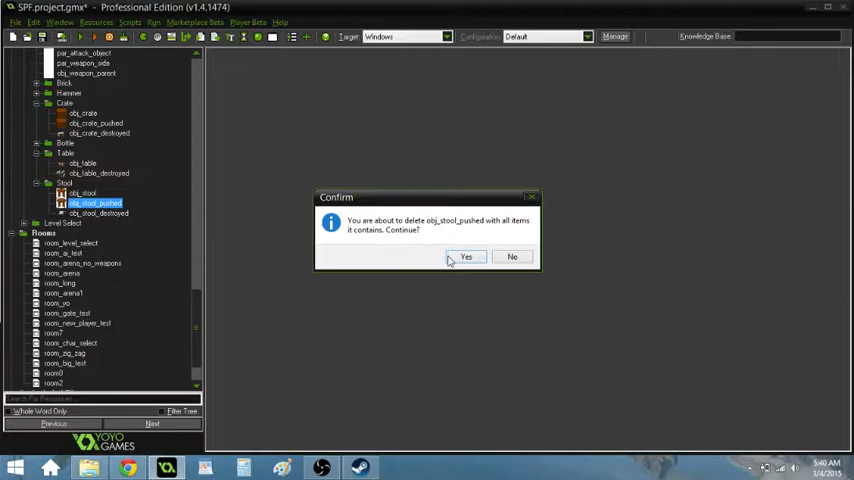 SPF.project.gmx* - Professional Edition (v1.4.1474)
File Edit Window Resources Scripts Run Marketplace Beta Player Beta Help
Target: Windows Configuration: Default Manage Knowledge Base:
par_attack_object
par_weapon_side
obj_weapon_parent
Brick
Hammer
Crate
obj_crate
obj_crate_pushed
obj_crate_destroyed
Bottle
Table
obj_table
obj_table_destroyed
Stool
obj_stool
obj_stool_pushed
obj_stool_destroyed
Level Select
Rooms
room_level_select
room_ai_test
room_arena_no_weapons
room_arena
room_long
room_arena1
room_yo
room_gate_test
room_new_player_test
room7
room_char_select
room_zig_zag
room_big_test
room0
room2
Search For Resources...
Whole Word Only Filter Tree
Previous Next
YOYO
GAMES
Confirm
You are about to delete obj_stool_pushed with all items
it contains. Continue?
Yes No
5:40 AM
3/4/2015